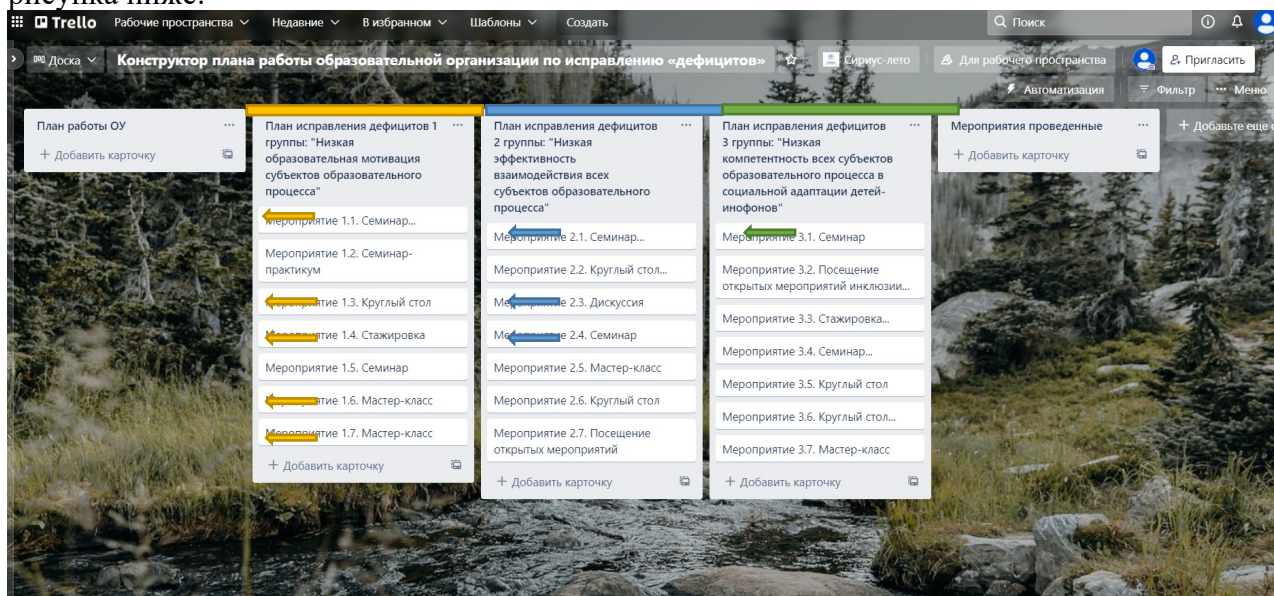 рисунка ниже.
Trello Рабочие пространства Недавние В избранном Шаблоны Создать Поиск
Доска Конструктор плана работы образовательной организации по исправлению «дефицитов» Сириус-лето Для рабочего пространства Пригласить
Автоматизация Фильтр Меню
План работы ОУ
+ Добавить карточку
План исправления дефицитов 1
группы: "Низкая
образовательная мотивация
субъектов образовательного
процесса"
Мероприятие 1.1. Семинар...
Мероприятие 1.2. Семинар-
практикум
Мероприятие 1.3. Круглый стол
Мероприятие 1.4. Стажировка
Мероприятие 1.5. Семинар
Мероприятие 1.6. Мастер-класс
Мероприятие 1.7. Мастер-класс
+ Добавить карточку
План исправления дефицитов
2 группы: "Низкая
эффективность
взаимодействия всех
субъектов образовательного
процесса"
Мероприятие 2.1. Семинар...
Мероприятие 2.2. Круглый стол...
Мероприятие 2.3. Дискуссия
Мероприятие 2.4. Семинар
Мероприятие 2.5. Мастер-класс
Мероприятие 2.6. Круглый стол
Мероприятие 2.7. Посещение
открытых мероприятий
+ Добавить карточку
План исправления дефицитов
3 группы: "Низкая
компетентность всех субъектов
образовательного процесса в
социальной адаптации детей-
инофонов"
Мероприятие 3.1. Семинар
Мероприятие 3.2. Посещение
открытых мероприятий инклюзии...
Мероприятие 3.3. Стажировка...
Мероприятие 3.4. Семинар...
Мероприятие 3.5. Круглый стол
Мероприятие 3.6. Круглый стол...
Мероприятие 3.7. Мастер-класс
+ Добавить карточку
Мероприятия проведенные
+ Добавить карточку
+ Добавьте еще